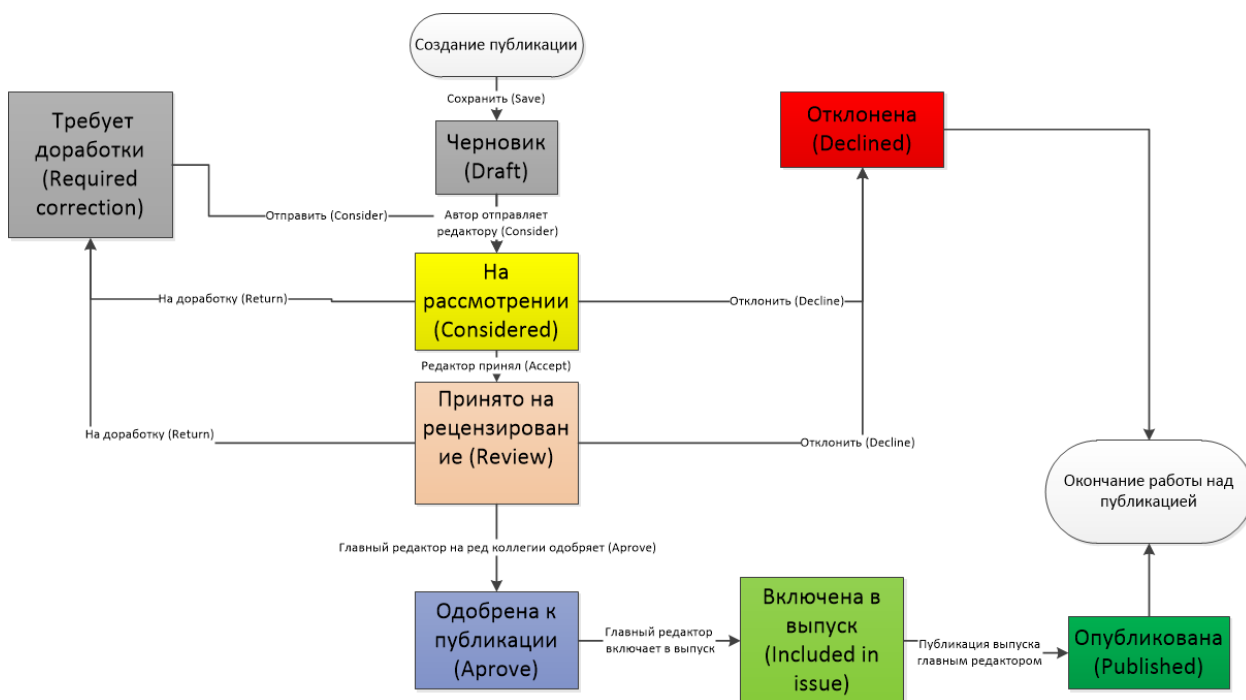 Создание публикации
Сохранить (Save)
Требует
доработки
(Required
correction)
Черновик
(Draft)
Отклонена
(Declined)
Отправить (Consider)
Автор отправляет
редактору (Consider)
На
рассмотрении
(Considered)
На доработку (Return)
Отклонить (Decline)
Редактор принял (Accept)
Принято на
рецензирован
ие (Review)
На доработку (Return)
Отклонить (Decline)
Окончание работы над
публикацией
Главный редактор на ред коллегии одобряет (Aprove)
Одобрена к
публикации
(Aprove)
Главный редактор
включает в выпуск
Включена в
выпуск
(Included in
issue)
Публикация выпуска
главным редактором
Опубликована
(Published)